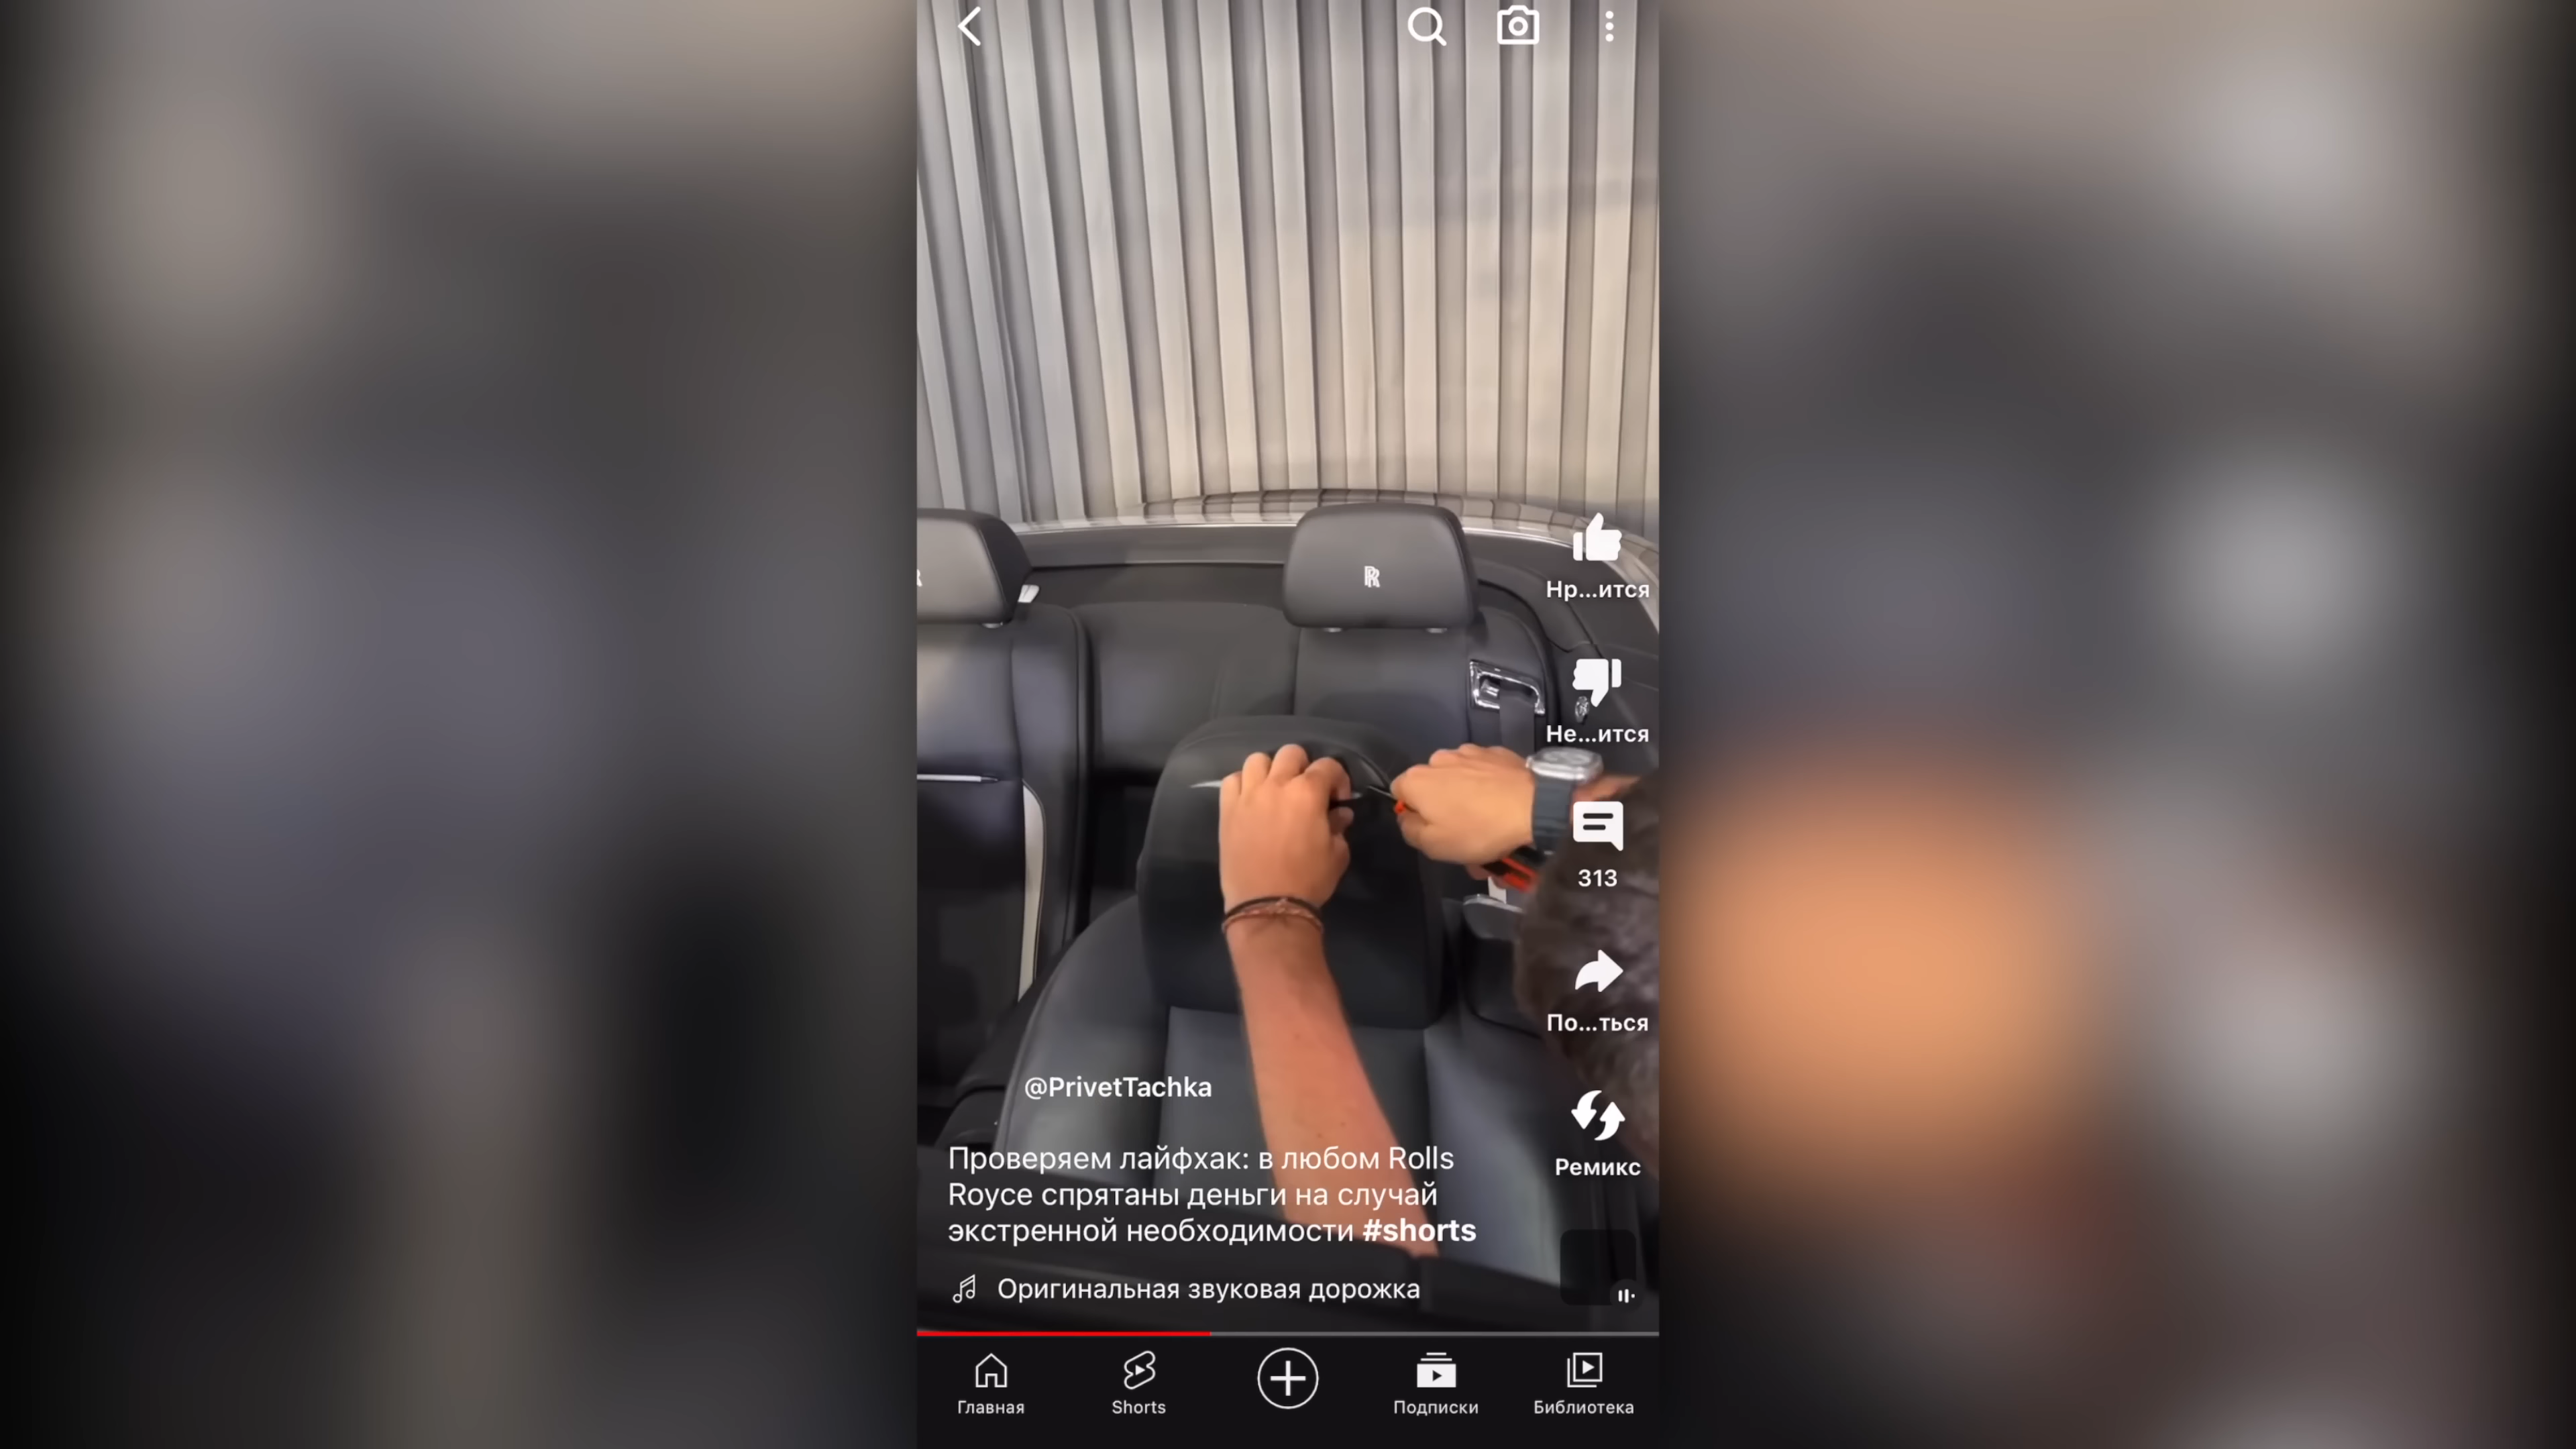 R
R
Нр...ится
Не...ится
313
По...ться
Ремикс
@PrivetTachka
Проверяем лайфхак: в любом Rolls
Royce спрятаны деньги на случай
экстренной необходимости #shorts
Оригинальная звуковая дорожка
Главная
Shorts
Подписки
Библиотека